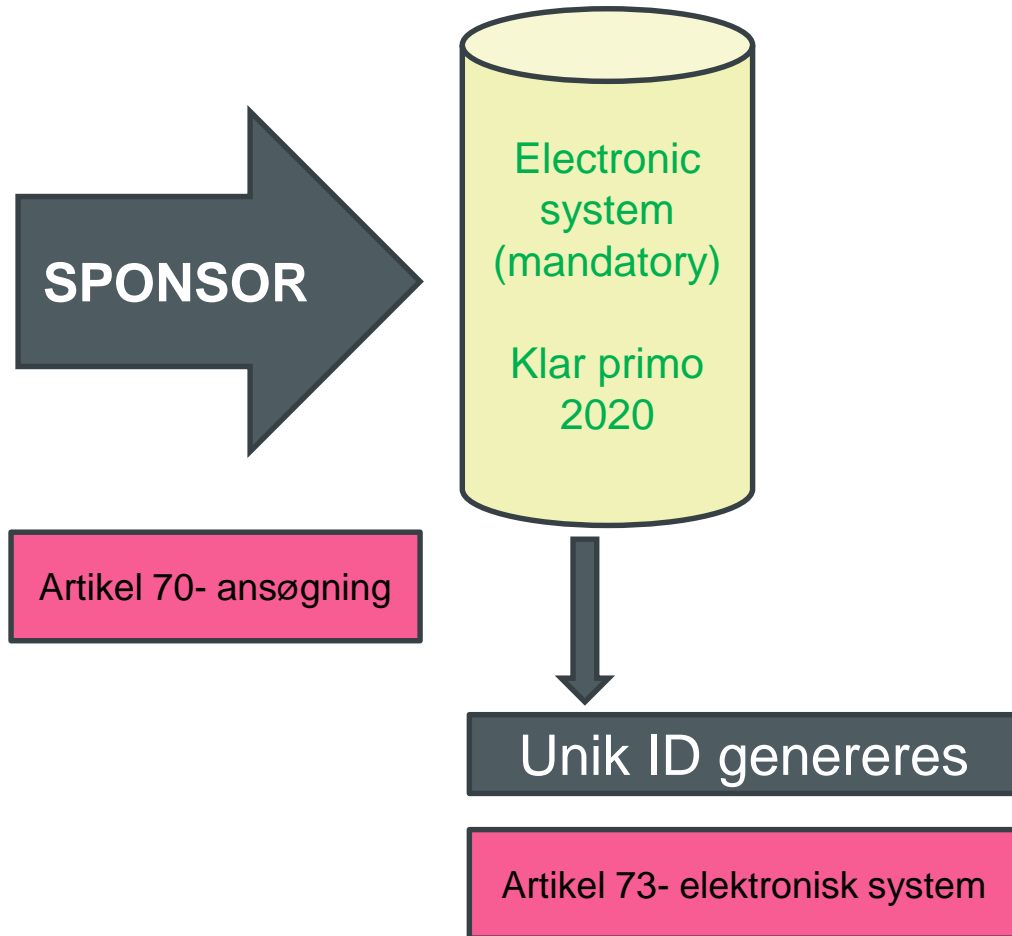 Electronic
system
(mandatory)
Klar primo
2020
SPONSOR
Artikel 70- ansøgning
Unik ID genereres
Artikel 73- elektronisk system